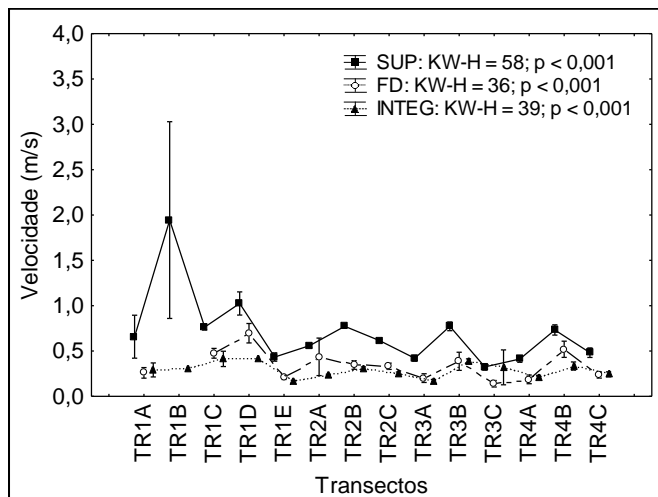 4,0
3,5
3,0
2,5
2,0
1,5
1,0
0,5
0,0
Velocidade (m/s)
SUP: KW-H = 58; p < 0,001
FD: KW-H = 36; p < 0,001
INTEG: KW-H = 39; p < 0,001
TR1A
TR1B
TR1C
TR1D
TR1E
TR2A
TR2B
TR2C
TR3A
TR3B
TR3C
TR4A
TR4B
TR4C
Transectos